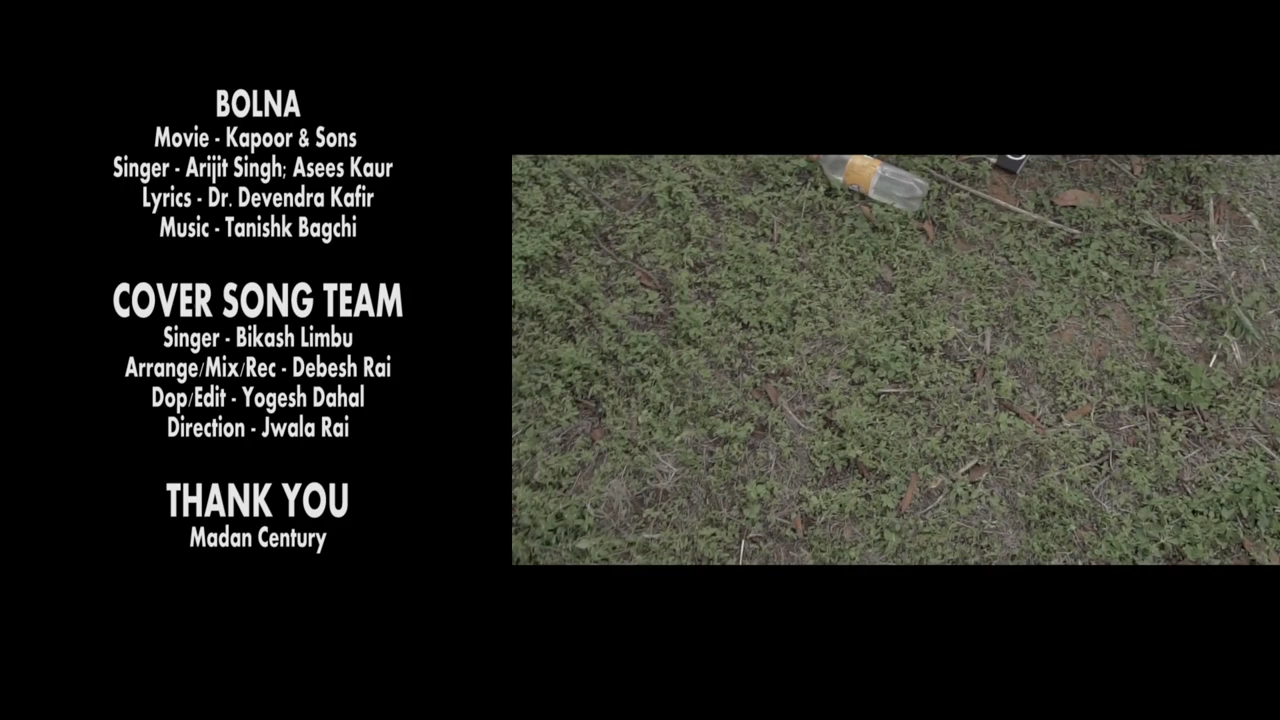 BOLNA
Movie - Kapoor & Sons
Singer - Arijit Singh; Asees Kaur
Lyrics - Dr. Devendra Kafir
Music - Tanishk Bagchi
COVER SONG TEAM
Singer - Bikash Limbu
Arrange/Mix/Rec - Debesh Rai
Dop/Edit - Yogesh Dahal
Direction - Jwala Rai
THANK YOU
Madan Century